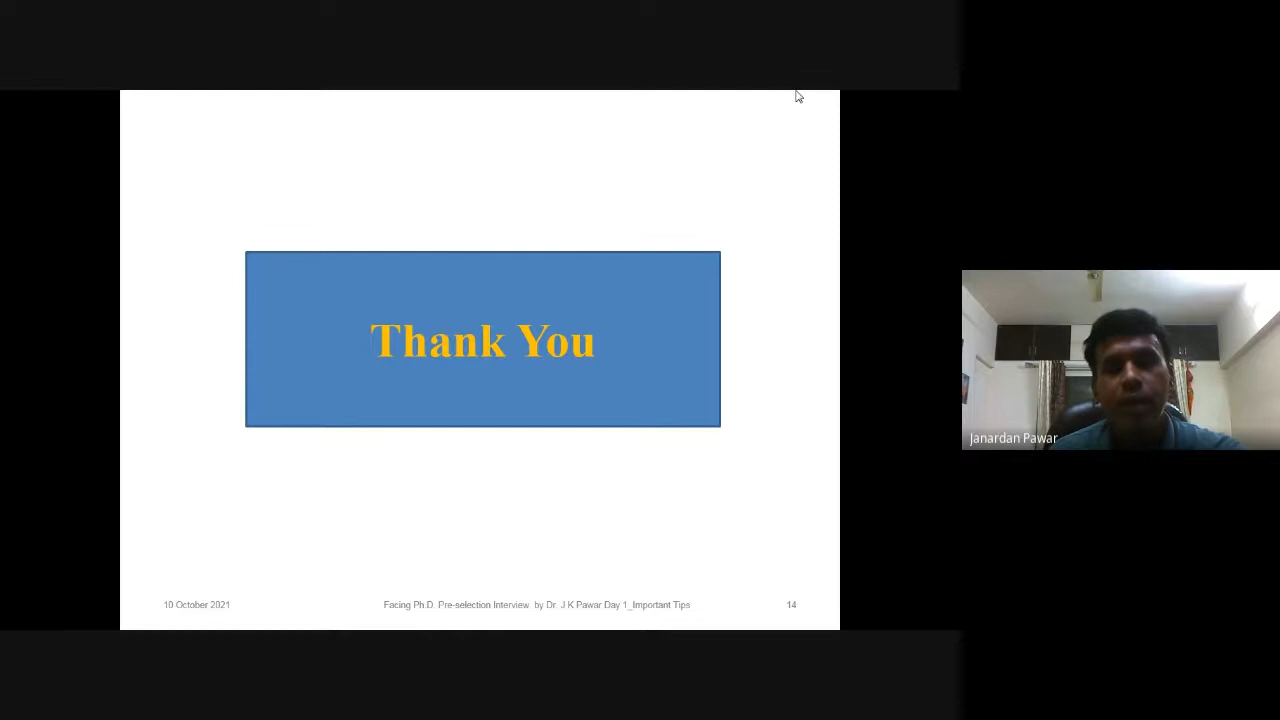 Thank You
Janardan Pawar
10 October 2021
Facing Ph.D. Pre-selection Interview by Dr. J K Pawar Day 1_Important Tips
14